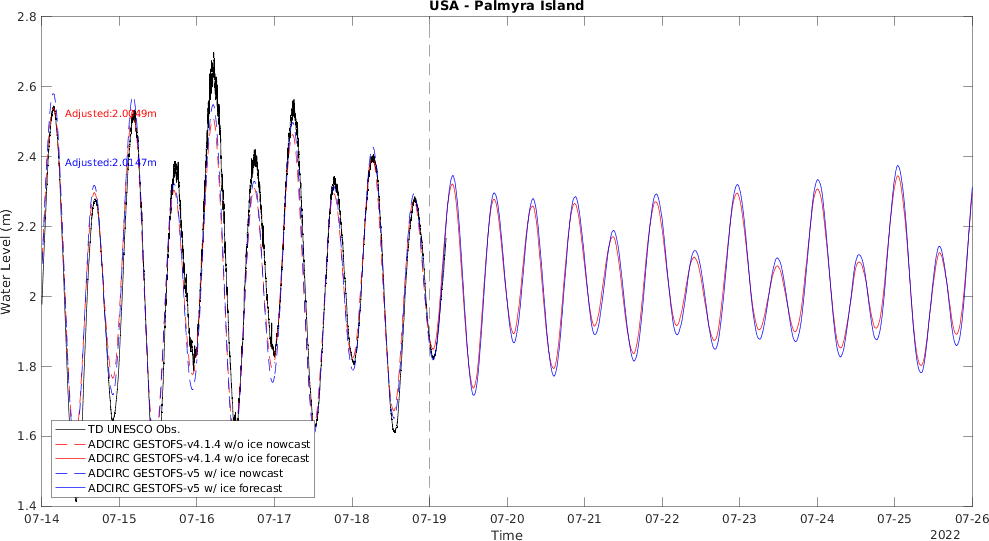 USA - Palmyra Island
2.8
2.6
2.4
2.2
2
1.8
1.6
1.4
Water Level (m)
Adjusted:2.0049m
Adjusted:2.0147m
TD UNESCO Obs.
ADCIRC GESTOFS-v4.1.4 w/o ice nowcast
ADCIRC GESTOFS-v4.1.4 w/o ice forecast
ADCIRC GESTOFS-v5 w/ ice nowcast
ADCIRC GESTOFS-v5 w/ ice forecast
07-14 07-15 07-16 07-17 07-18 07-19 07-20 07-21 07-22 07-23 07-24 07-25 07-26
Time
2022